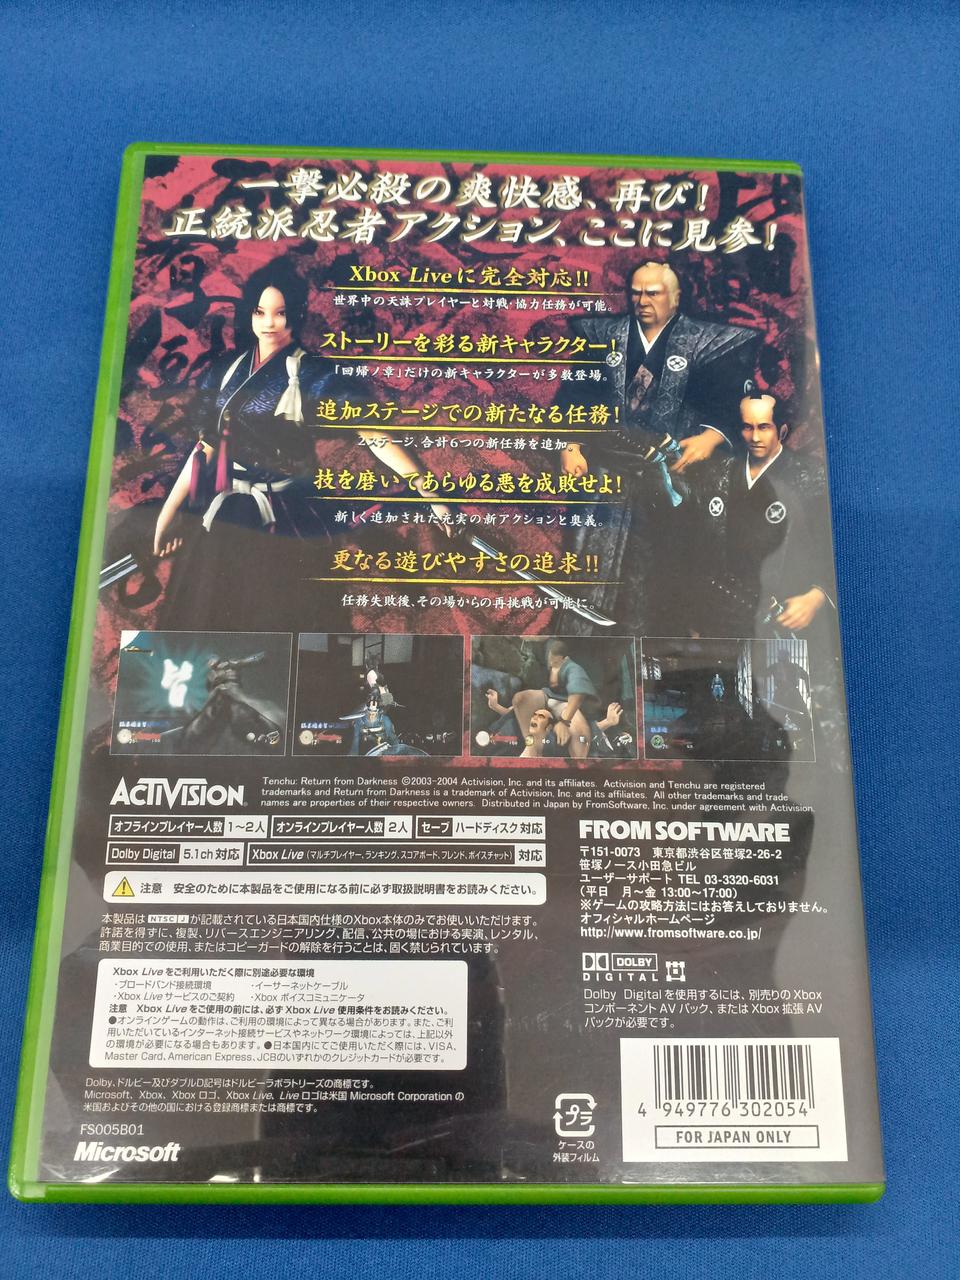 一撃必殺の爽快感、再び!
正統派忍者アクション、ここに見参!
Xbox Liveに完全対応!!
世界中の天誅プレイヤーと対戦・協力任務が可能。
ストーリーを彩る新キャラクター!
「回帰ノ章」だけの新キャラクターが多数登場。
追加ステージでの新たなる任務!
2ステージ、合計6つの新任務を追加。
技を磨いてあらゆる悪を成敗せよ!
新しく追加された充実の新アクションと奥義。
更なる遊びやすさの追求!!
任務失敗後、その場からの再挑戦が可能に。
ACTIVISION
Tenchu: Return from Darkness ©2003-2004 Activision, Inc. and its affiliates. Activision and Tenchu are registered
trademarks and Return from Darkness is a trademark of Activision, Inc. and its affiliates. All other trademarks and trade
names are properties of their respective owners. Distributed in Japan by FromSoftware, Inc. under agreement with Activision.
オフラインプレイヤー人数 1〜2人 オンラインプレイヤー人数 2人 セーブ ハードディスク対応
Dolby Digital 5.1ch対応 Xbox Live (マルチプレイヤー、ランキング、スコアボード、フレンド、ボイスチャット) 対応
注意 安全のために本製品をご使用になる前に必ず取扱説明書をお読みください。
本製品は NTSC J が記載されている日本国内仕様のXbox本体のみでお使いいただけます。
許諾を得ずに、複製、リバースエンジニアリング、配信、公共の場における実演、レンタル、
商業目的での使用、またはコピーガードの解除を行うことは、固く禁じられています。
Xbox Liveをご利用いただく際に別途必要な環境
・ブロードバンド接続環境 ・イーサーネットケーブル
・Xbox Liveサービスのご契約 ・Xbox ボイスコミュニケータ
注意 Xbox Liveをご使用の前には、必ずXbox Live 使用条件をお読みください。
●オンラインゲームの動作は、ご利用の環境によって異なる場合があります。また、ご利
用いただいているインターネット接続サービスやネットワーク環境によっては、上記以外
の環境が必要になる場合もあります。●日本国内にてご使用いただく際には、VISA、
Master Card、American Express、JCBのいずれかのクレジットカードが必要です。
Dolby、ドルビー及びダブルD記号はドルビーラボラトリーズの商標です。
Microsoft、Xbox、Xbox ロゴ、Xbox Live、Live ロゴは米国 Microsoft Corporation の
米国およびその他の国における登録商標または商標です。
FS005B01
Microsoft
FROM SOFTWARE
〒151-0073 東京都渋谷区笹塚2-26-2
笹塚ノース小田急ビル
ユーザーサポート TEL 03-3320-6031
(平日 月〜金 13:00〜17:00)
※ゲームの攻略方法にはお答えしておりません。
オフィシャルホームページ
http://www.fromsoftware.co.jp/
DOLBY
DIGITAL
Dolby Digitalを使用するには、別売りの Xbox
コンポーネント AV パック、または Xbox 拡張 AV
パックが必要です。
プラ
ケースの
外装フィルム
4 949776 302054
FOR JAPAN ONLY